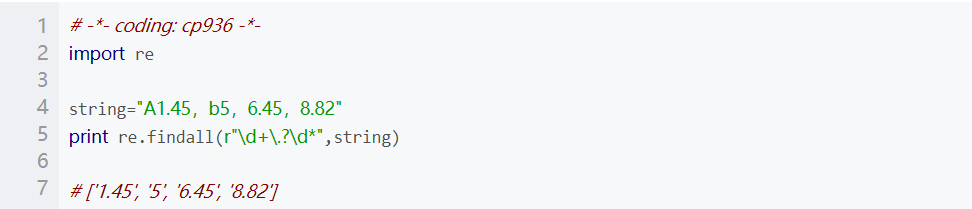 1 # -*- coding: cp936 -*-
2 import re
3
4 string="A1.45，b5，6.45，8.82"
5 print re.findall(r"\d+\.?\d*",string)
6
7 # ['1.45', '5', '6.45', '8.82']